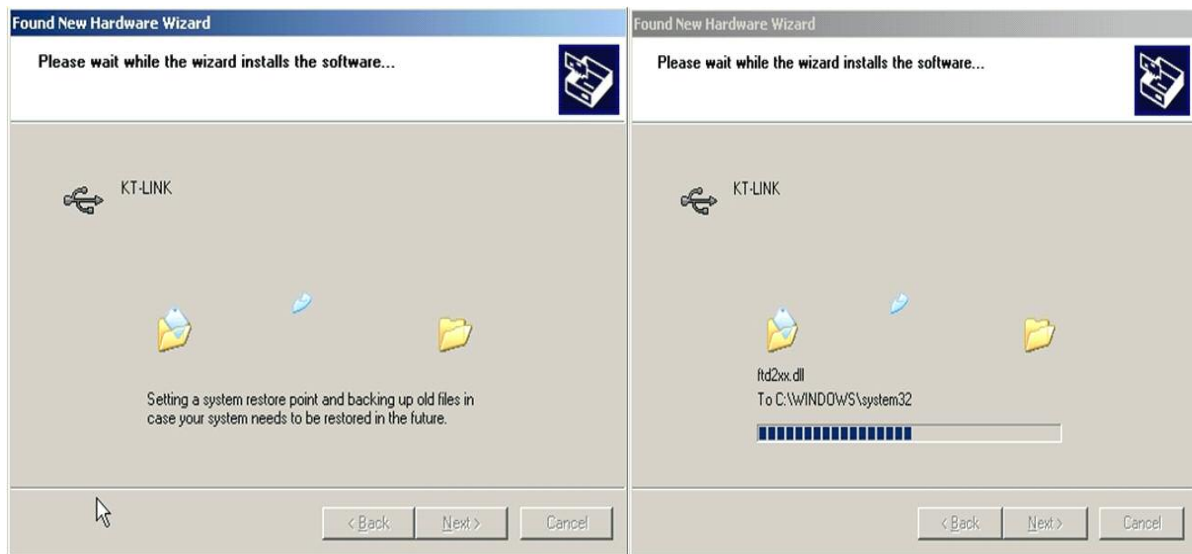 Found New Hardware Wizard
Please wait while the wizard installs the software...
KT-LINK
Setting a system restore point and backing up old files in
case your system needs to be restored in the future.
< Back
Next >
Cancel
Found New Hardware Wizard
Please wait while the wizard installs the software...
KT-LINK
ftd2xx.dll
To C:\WINDOWS\system32
< Back
Next >
Cancel